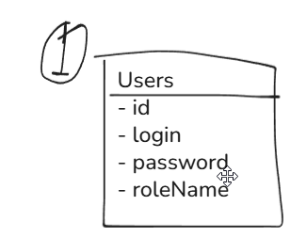 1
Users
- id
- login
- password
- roleName